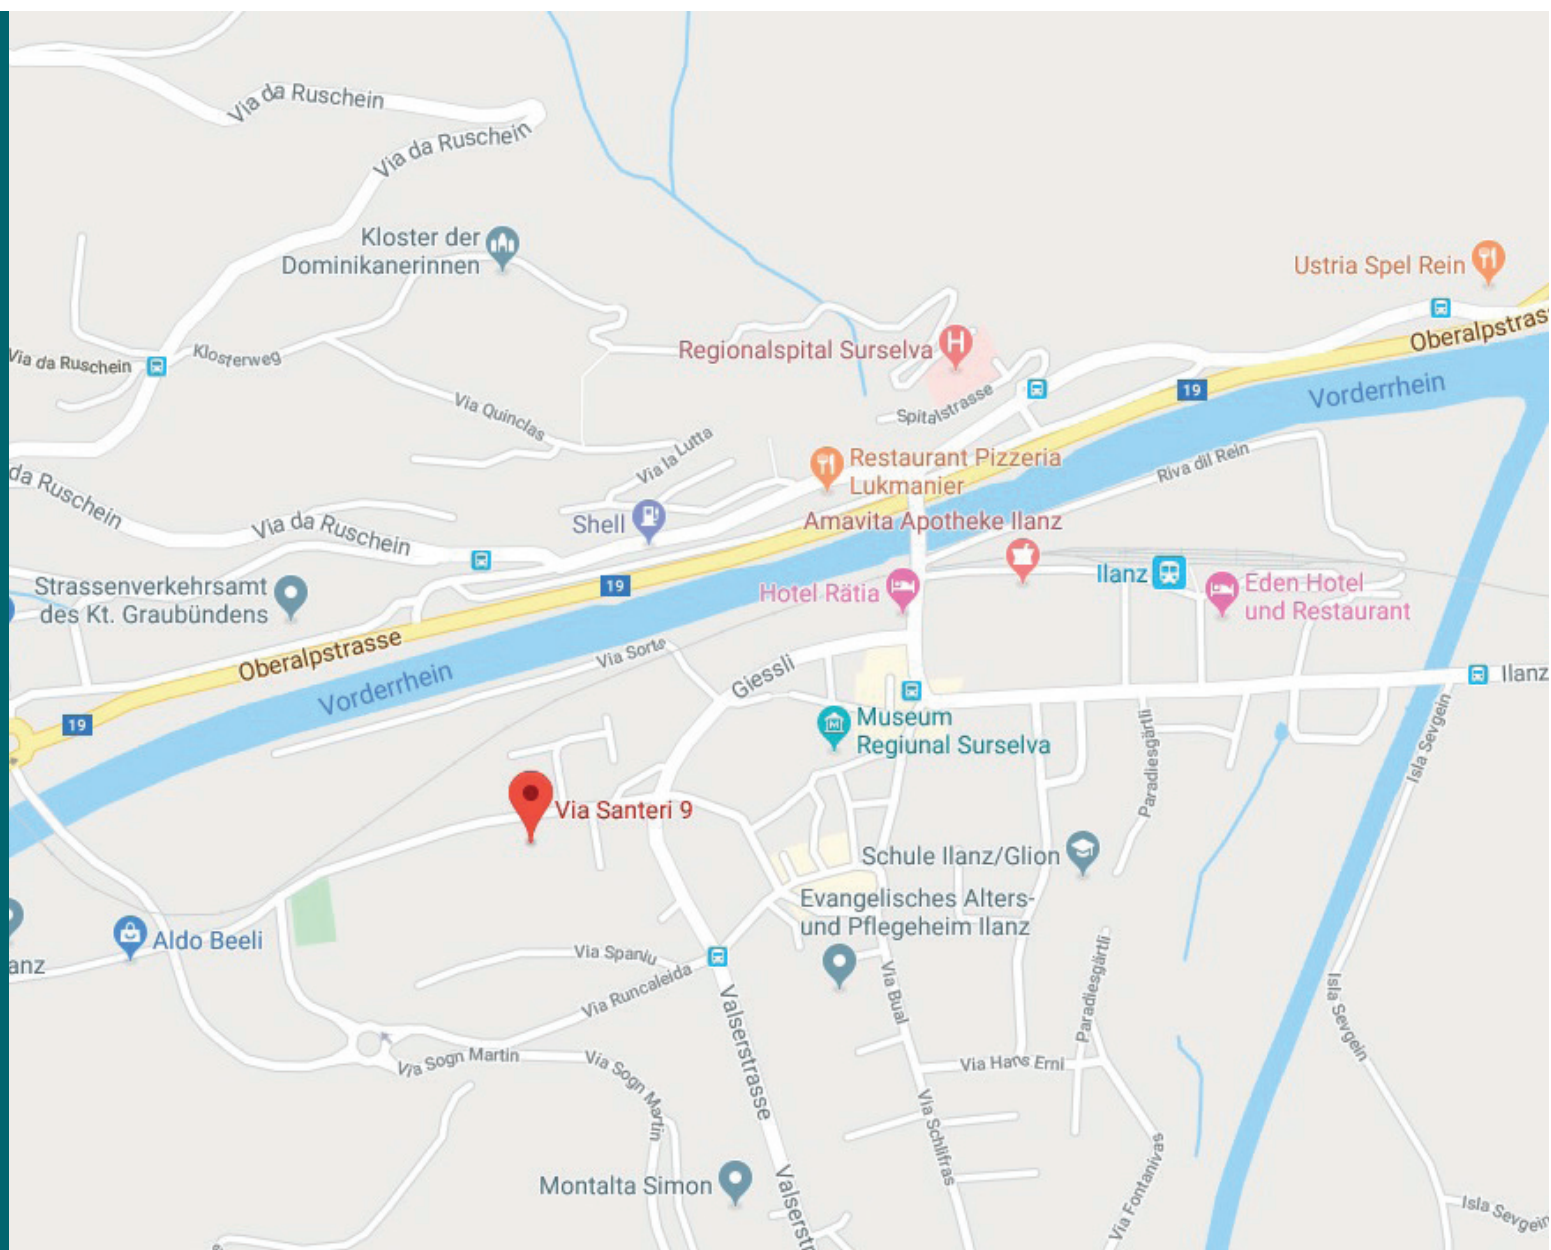 Via da Ruschein
Via da Ruschein
Kloster der
Dominikanerinnen
Ustria Spel Rein
Oberalpstras
Regionalspital Surselva
Via da Ruschein
Klosterweg
19
Vorderrhein
Spitalstrasse
Via Quinclas
Via la Lutta
Restaurant Pizzeria
Lukmanier
Riva dil Rein
da Ruschein
Via da Ruschein
Shell
Amavita Apotheke Ilanz
Strassenverkehrsamt
des Kt. Graubündens
19
Hotel Rätia
Ilanz
Eden Hotel
und Restaurant
Oberalpstrasse
Via Sorts
Vorderrhein
Giessli
Ilanz
19
Museum
Regiunal Surselva
Paradiesgärtli
Isla Sevgein
Via Santeri 9
Schule Ilanz/Glion
Evangelisches Alters-
und Pflegeheim Ilanz
Aldo Beeli
anz
Via Spaniu
Via Runcaleida
Via Bual
Paradiesgärtli
Isla Sevgein
Valserstrasse
Via Sogn Martin
Via Sogn Martin
Via Hans Erni
Via Schlifras
Via Fontanivas
Montalta Simon
Valserstr
Isla Sevgein